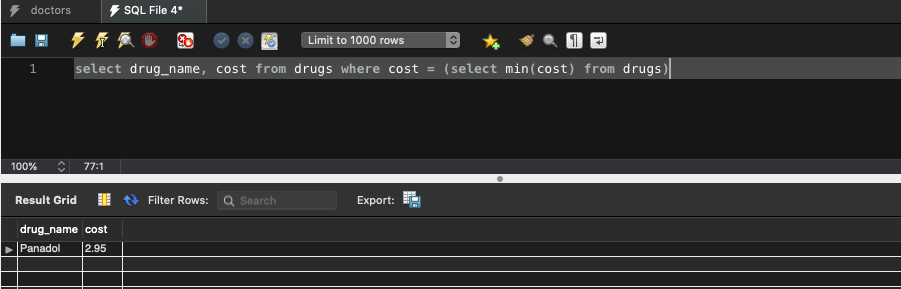 doctors SQL File 4*
Limit to 1000 rows
1 select drug_name, cost from drugs where cost = (select min(cost) from drugs)
100% 77:1
Result Grid Filter Rows: Search Export:
drug_name cost
Panadol 2.95